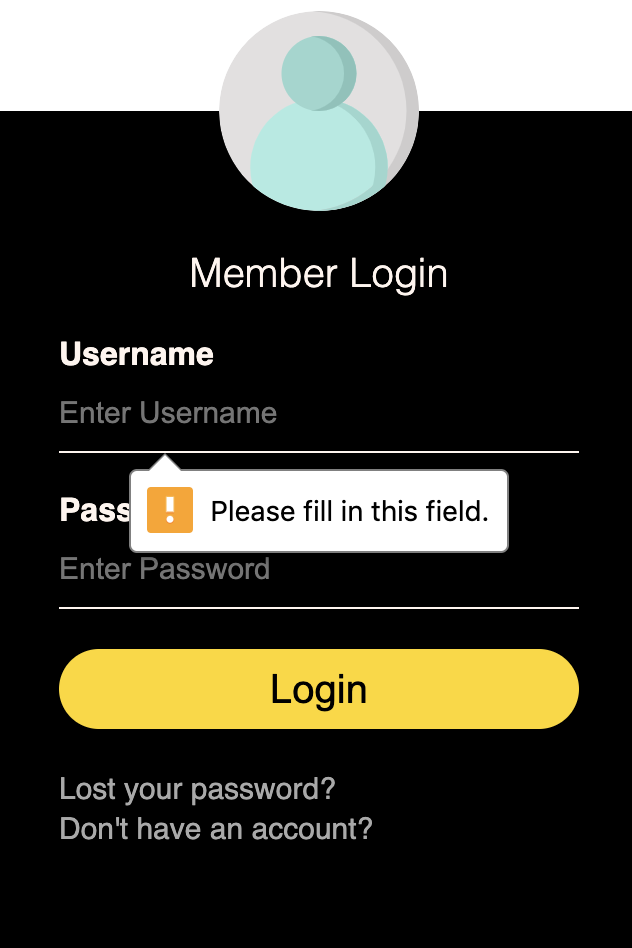 Member Login
Username
Enter Username
Pass
! Please fill in this field.
Enter Password
Login
Lost your password?
Don't have an account?